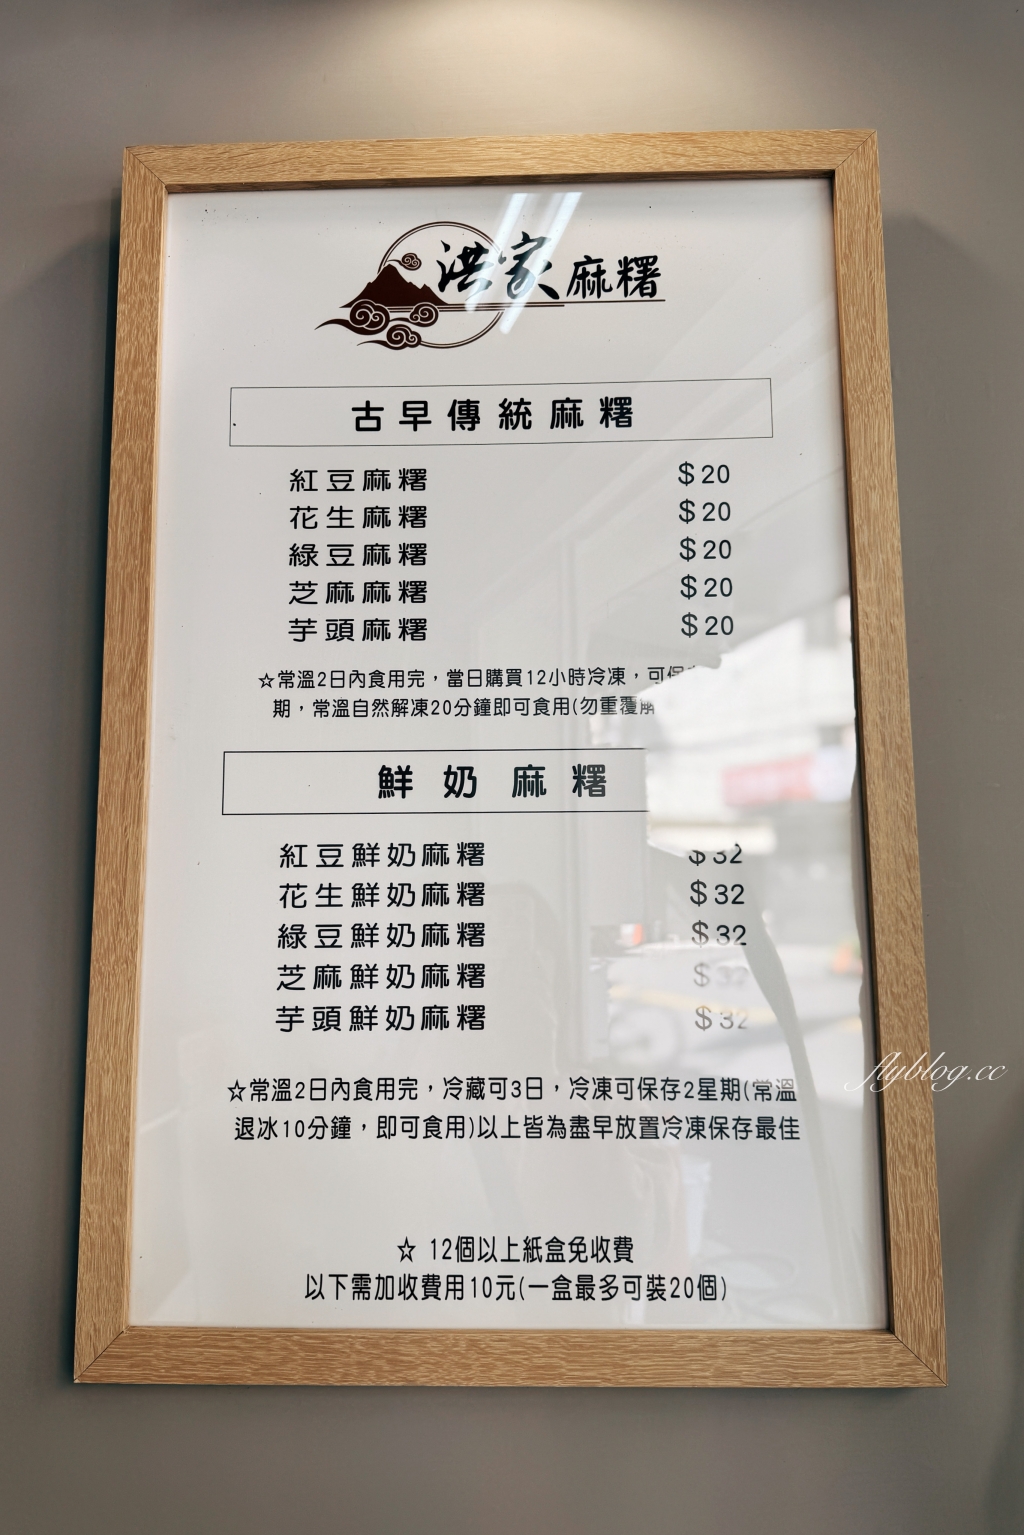 洪家麻糬
古早傳統麻糬
紅豆麻糬 $20
花生麻糬 $20
綠豆麻糬 $20
芝麻麻糬 $20
芋頭麻糬 $20
☆常溫2日內食用完，當日購買12小時冷凍，可保
期，常溫自然解凍20分鐘即可食用(勿重覆解
鮮奶麻糬
紅豆鮮奶麻糬 $32
花生鮮奶麻糬 $32
綠豆鮮奶麻糬 $32
芝麻鮮奶麻糬 $32
芋頭鮮奶麻糬 $32
☆常溫2日內食用完，冷藏可3日，冷凍可保存2星期(常溫
退冰10分鐘，即可食用)以上皆為盡早放置冷凍保存最佳
☆ 12個以上紙盒免收費
以下需加收費用10元(一盒最多可裝20個)
flyblog.cc